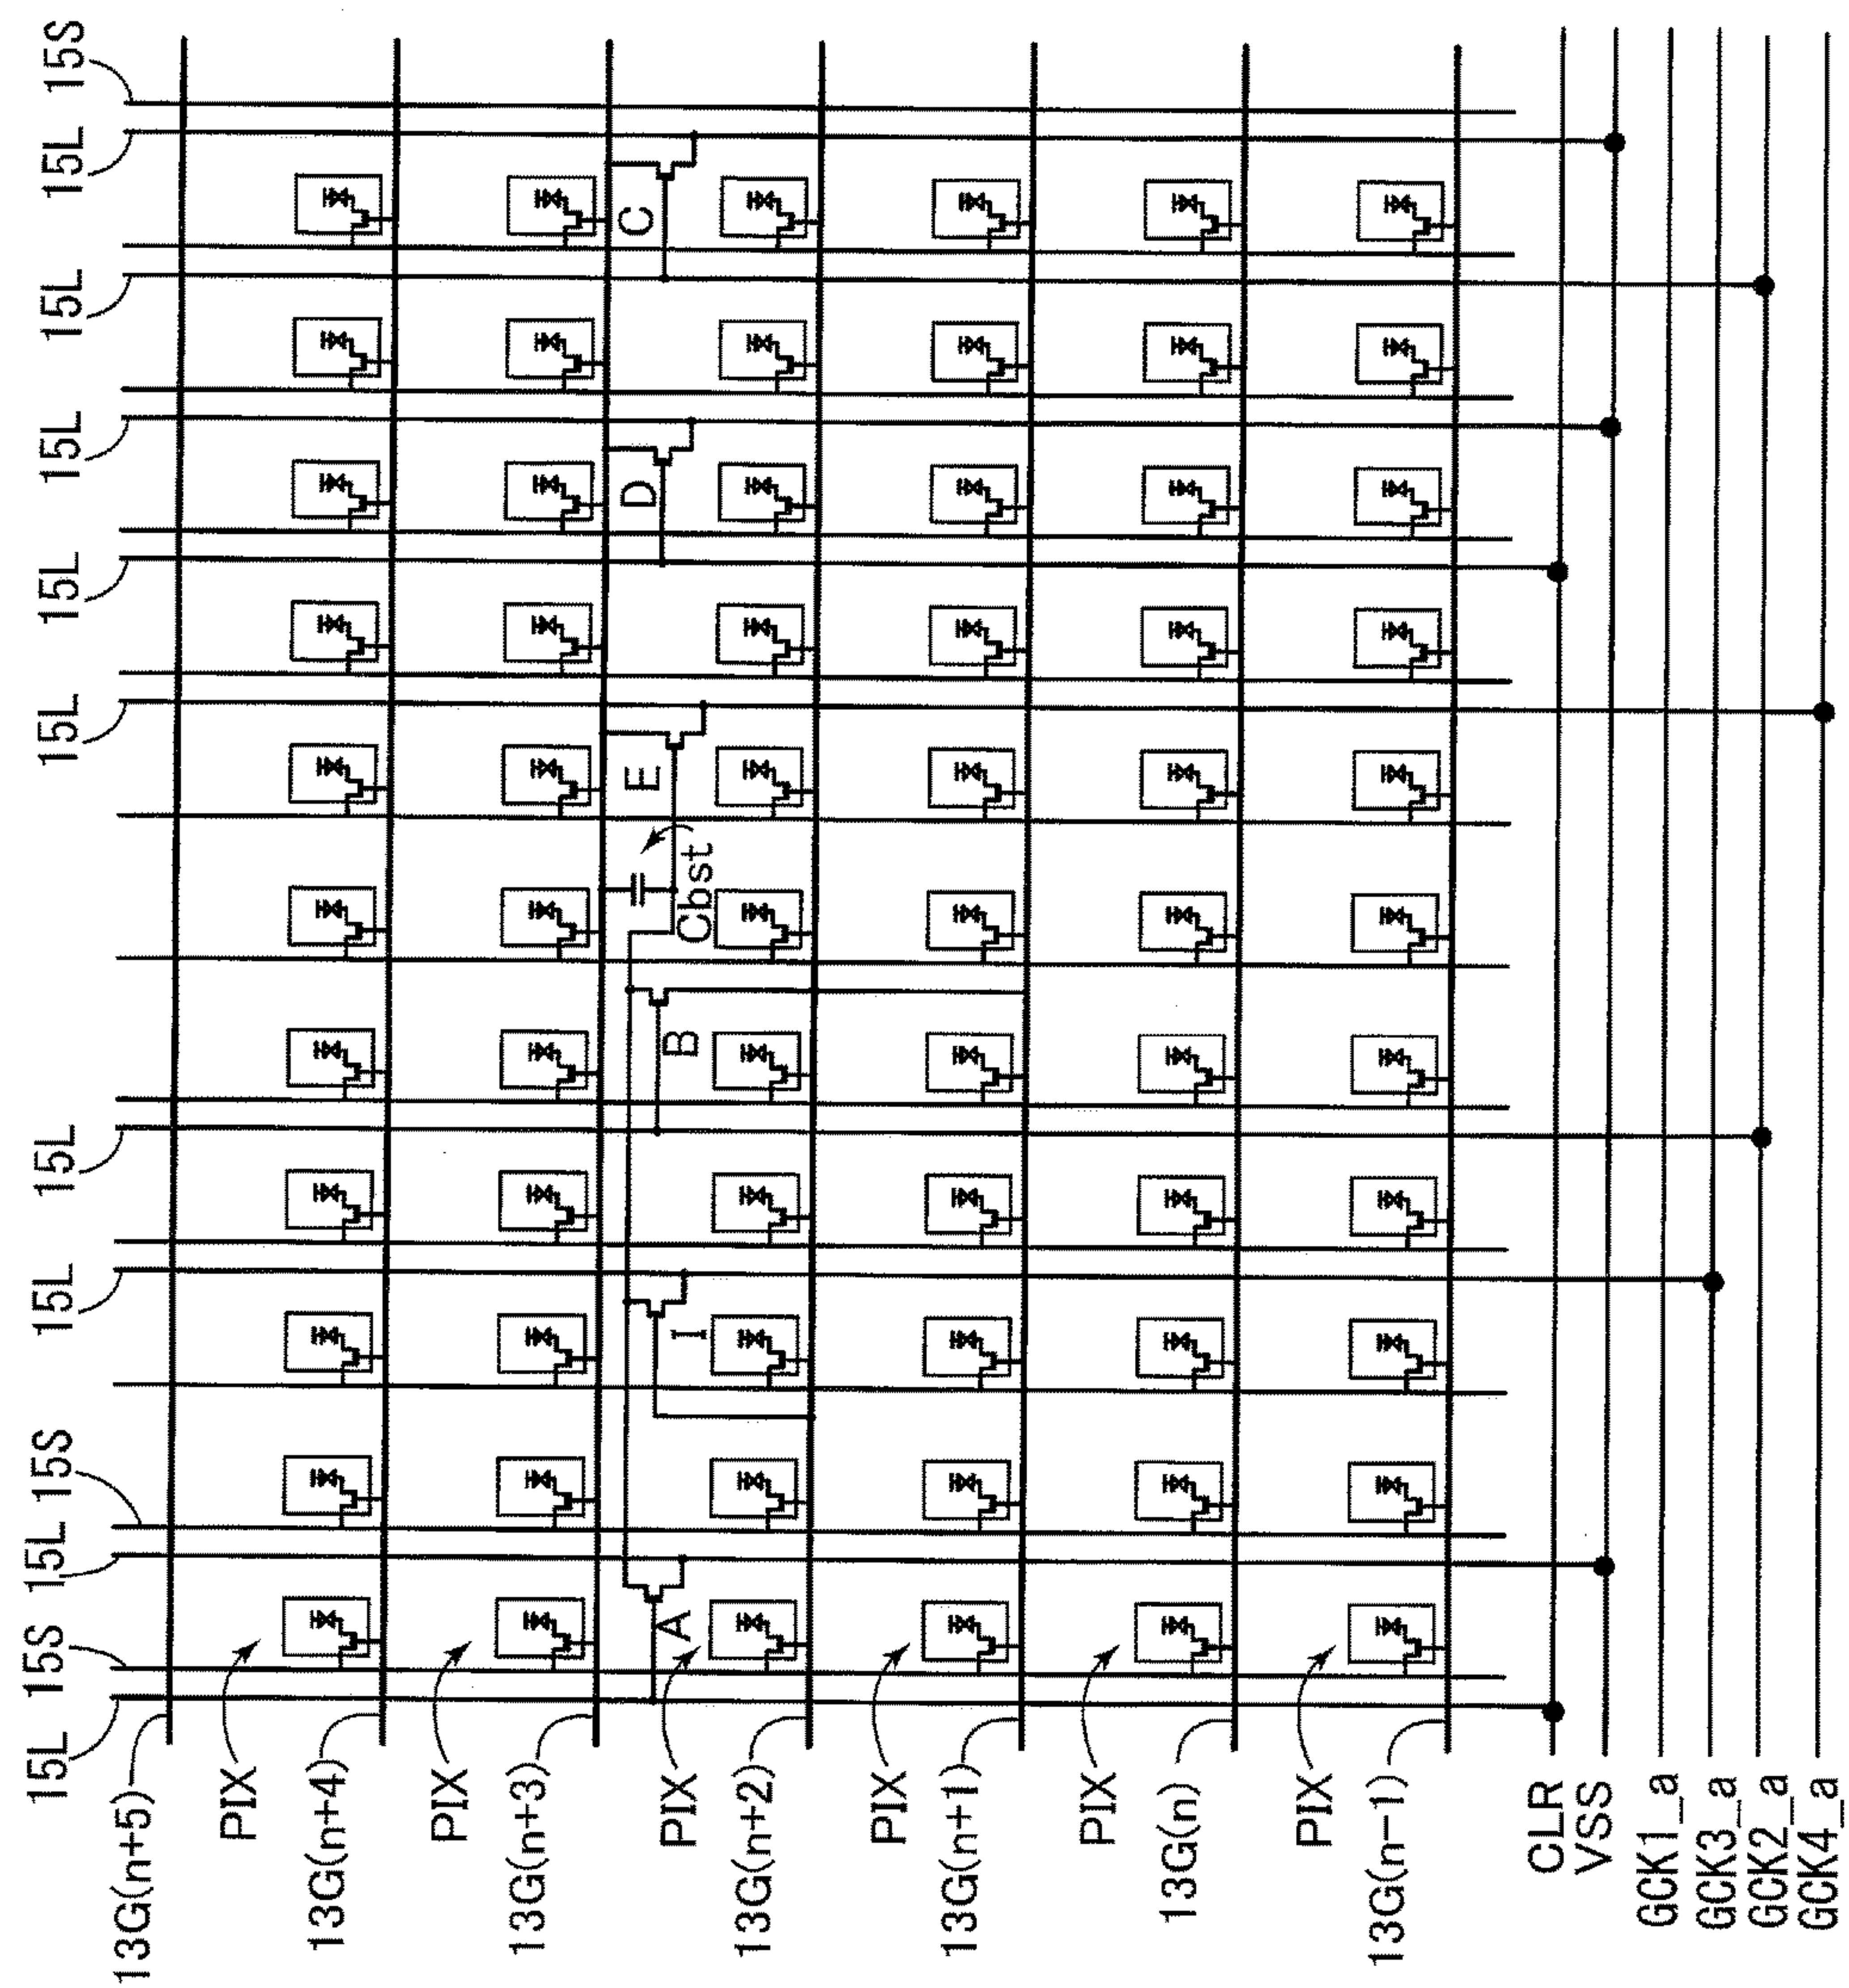 15L
15S
15L
15S
15L
15L
15L
15L
15L
15L
15L
15S
13G(n+5)
PIX
13G(n+4)
PIX
13G(n+3)
A
I
B
Cbst
E
D
C
PIX
13G(n+2)
PIX
13G(n+1)
PIX
13G(n)
PIX
13G(n−1)
CLR
VSS
GCK1_a
GCK3_a
GCK2_a
GCK4_a